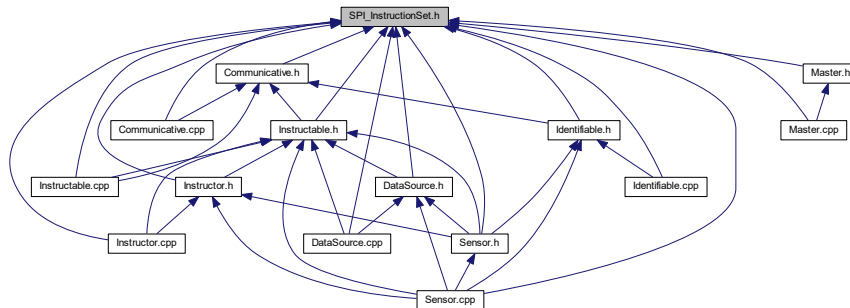 SPI_InstructionSet.h
Communicative.h
Master.h
Communicative.cpp
Instructable.h
Identifiable.h
Master.cpp
Instructable.cpp
Instructor.h
DataSource.h
Identifiable.cpp
Instructor.cpp
DataSource.cpp
Sensor.h
Sensor.cpp